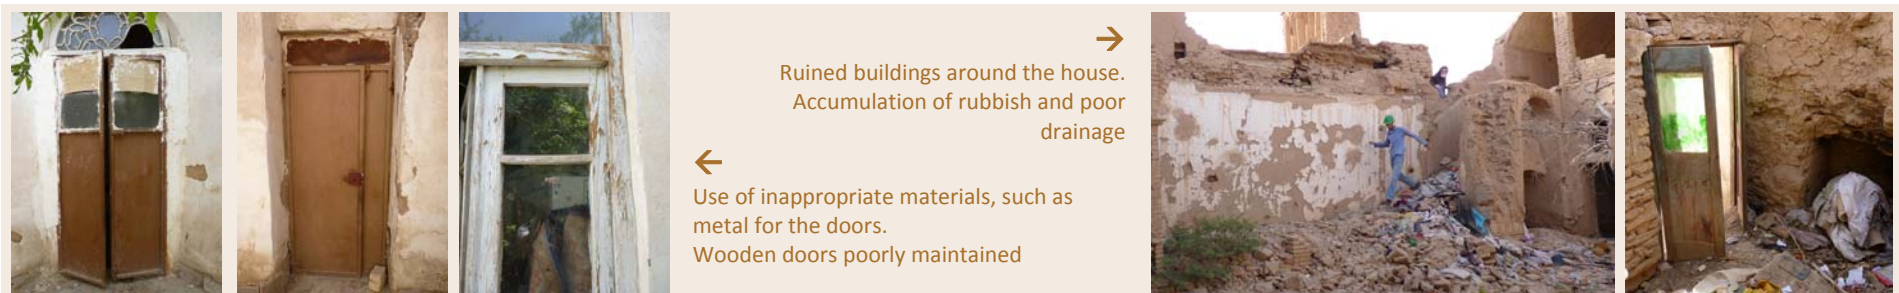 →
Ruined buildings around the house.
Accumulation of rubbish and poor
drainage
←
Use of inappropriate materials, such as
metal for the doors.
Wooden doors poorly maintained